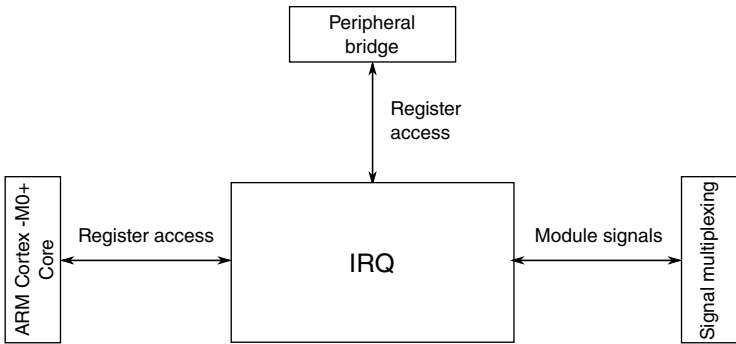 Peripheral
bridge
Register
access
ARM Cortex -M0+
Core
Register access
IRQ
Module signals
Signal multiplexing